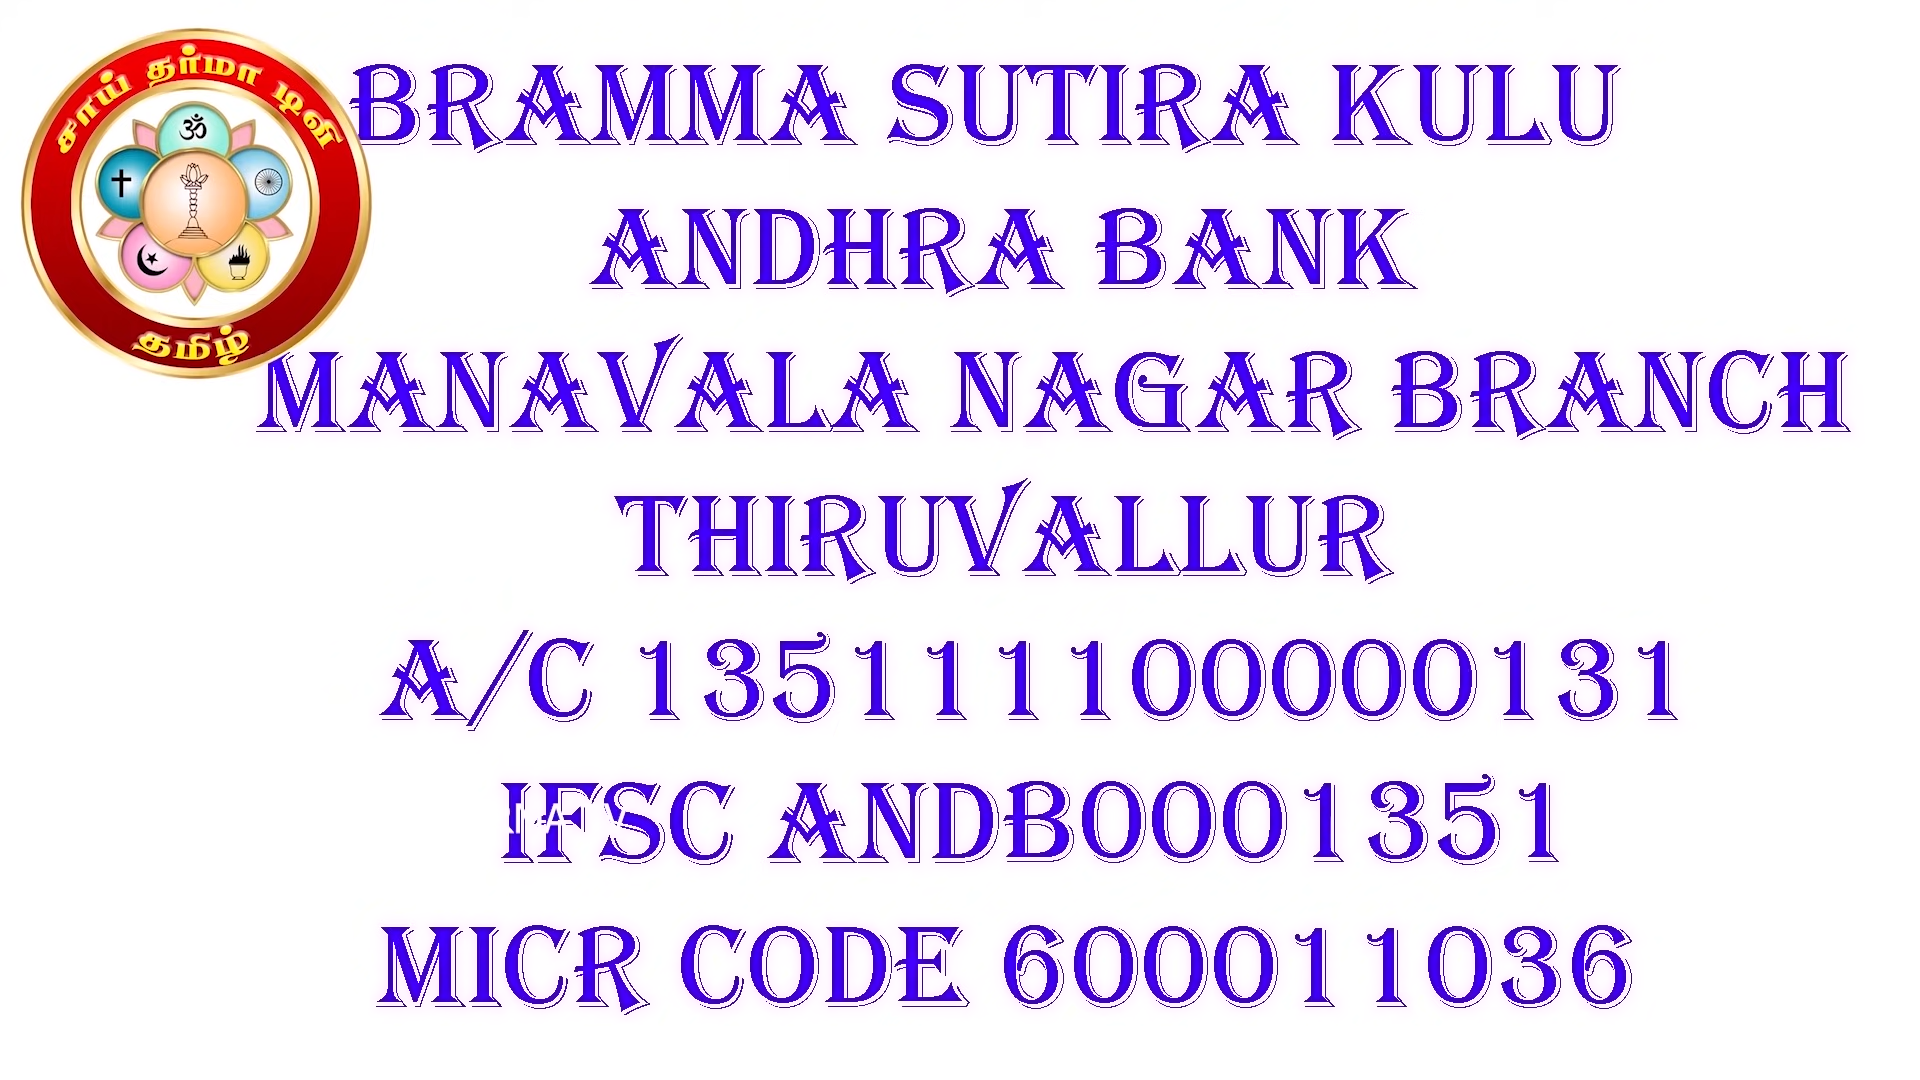 சாய் தர்மா டிவி
தமிழ்
BRAMMA SUTIRA KULU
ANDHRA BANK
MANAVALA NAGAR BRANCH
THIRUVALLUR
A/C 135111100000131
IFSC ANDB0001351
MICR CODE 600011036